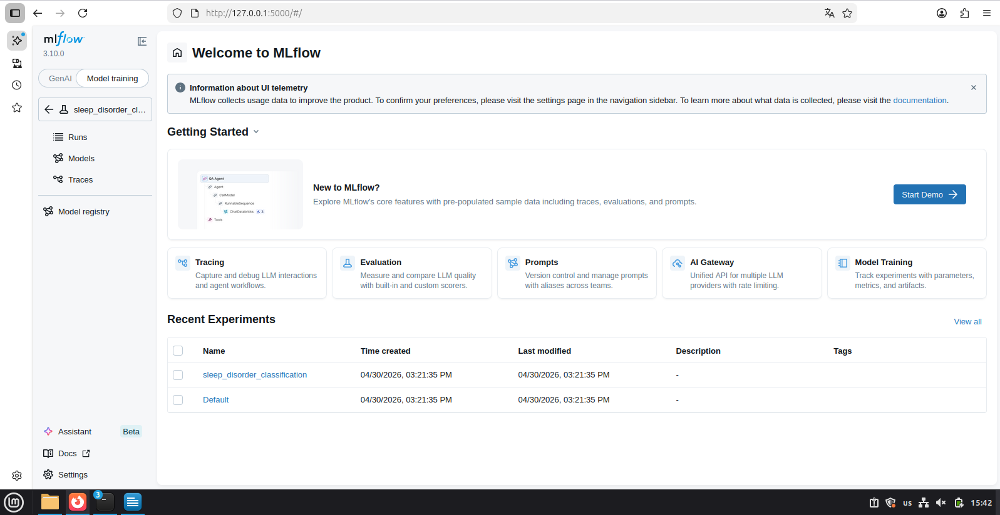 http://127.0.0.1:5000/#/
mlflow
3.10.0
GenAI
Model training
sleep_disorder_cl...
Runs
Models
Traces
Model registry
Assistant
Beta
Docs
Settings
Welcome to MLflow
Information about UI telemetry
MLflow collects usage data to improve the product. To confirm your preferences, please visit the settings page in the navigation sidebar. To learn more about what data is collected, please visit the documentation.
Getting Started
QA Agent
Agent
CallModel
RunnableSequence
ChatDatabricks
3
Tools
New to MLflow?
Explore MLflow's core features with pre-populated sample data including traces, evaluations, and prompts.
Start Demo
Tracing
Capture and debug LLM interactions
and agent workflows.
Evaluation
Measure and compare LLM quality
with built-in and custom scorers.
Prompts
Version control and manage prompts
with aliases across teams.
AI Gateway
Unified API for multiple LLM
providers with rate limiting.
Model Training
Track experiments with parameters,
metrics, and artifacts.
Recent Experiments
View all
Name Time created Last modified Description Tags
sleep_disorder_classification 04/30/2026, 03:21:35 PM 04/30/2026, 03:21:35 PM -
Default 04/30/2026, 03:21:35 PM 04/30/2026, 03:21:35 PM -
3
us
15:42